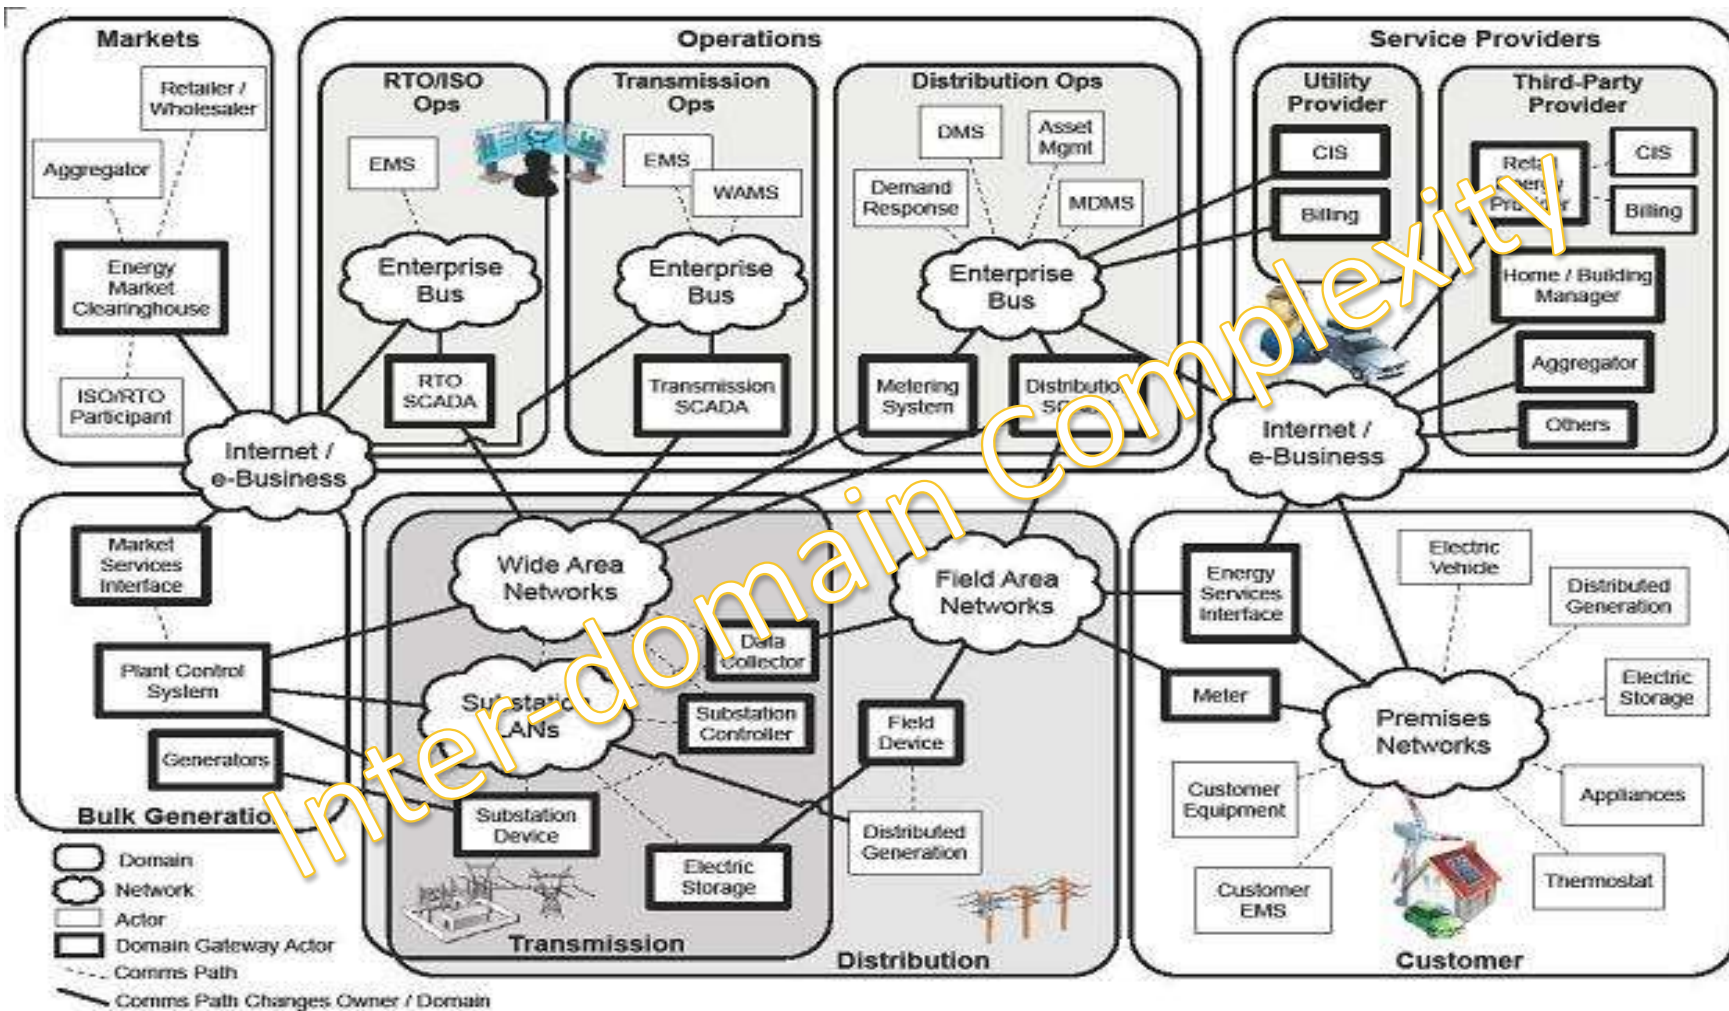 Markets
Retailer /
Wholesaler
Aggregator
Energy
Market
Clearinghouse
ISO/RTO
Participant
Operations
RTO/ISO
Ops
EMS
Enterprise
Bus
RTO
SCADA
Transmission
Ops
EMS
WAMS
Enterprise
Bus
Transmission
SCADA
Distribution Ops
DMS
Asset
Mgmt
Demand
Response
MDMS
Enterprise
Bus
Metering
System
Distribution
Service Providers
Utility
Provider
CIS
Billing
Third-Party
Provider
Retail
Energy
Provider
CIS
Billing
Home / Building
Manager
Aggregator
Others
Internet /
e-Business
Internet /
e-Business
Market
Services
Interface
Plant Control
System
Generators
Bulk Generation
Wide Area
Networks
Data
Collector
Substation
LANs
Substation
Controller
Substation
Device
Electric
Storage
Transmission
Field Area
Networks
Field
Device
Distributed
Generation
Distribution
Energy
Services
Interface
Meter
Electric
Vehicle
Distributed
Generation
Electric
Storage
Premises
Networks
Customer
Equipment
Appliances
Customer
EMS
Thermostat
Customer
Inter-domain Complexity
Domain
Network
Actor
Domain Gateway Actor
Comms Path
Comms Path Changes Owner / Domain